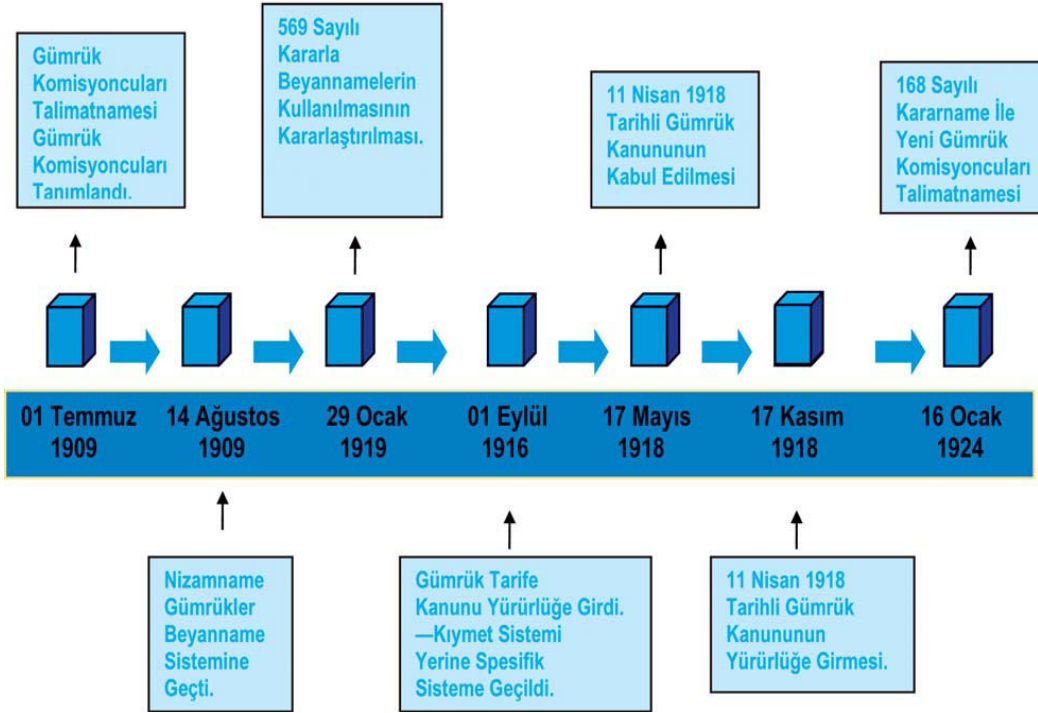 Gümrük
Komisyoncuları
Talimatnamesi
Gümrük
Komisyoncuları
Tanımlandı.
569 Sayılı
Kararla
Beyannamelerin
Kullanılmasının
Kararlaştırılması.
11 Nisan 1918
Tarihli Gümrük
Kanununun
Kabul Edilmesi
168 Sayılı
Kararname İle
Yeni Gümrük
Komisyoncuları
Talimatnamesi
01 Temmuz
1909
14 Ağustos
1909
29 Ocak
1919
01 Eylül
1916
17 Mayıs
1918
17 Kasım
1918
16 Ocak
1924
Nizamname
Gümrükler
Beyanname
Sistemine
Geçti.
Gümrük Tarife
Kanunu Yürürlüğe Girdi.
—Kıymet Sistemi
Yerine Spesifik
Sisteme Geçildi.
11 Nisan 1918
Tarihli Gümrük
Kanununun
Yürürlüğe Girmesi.